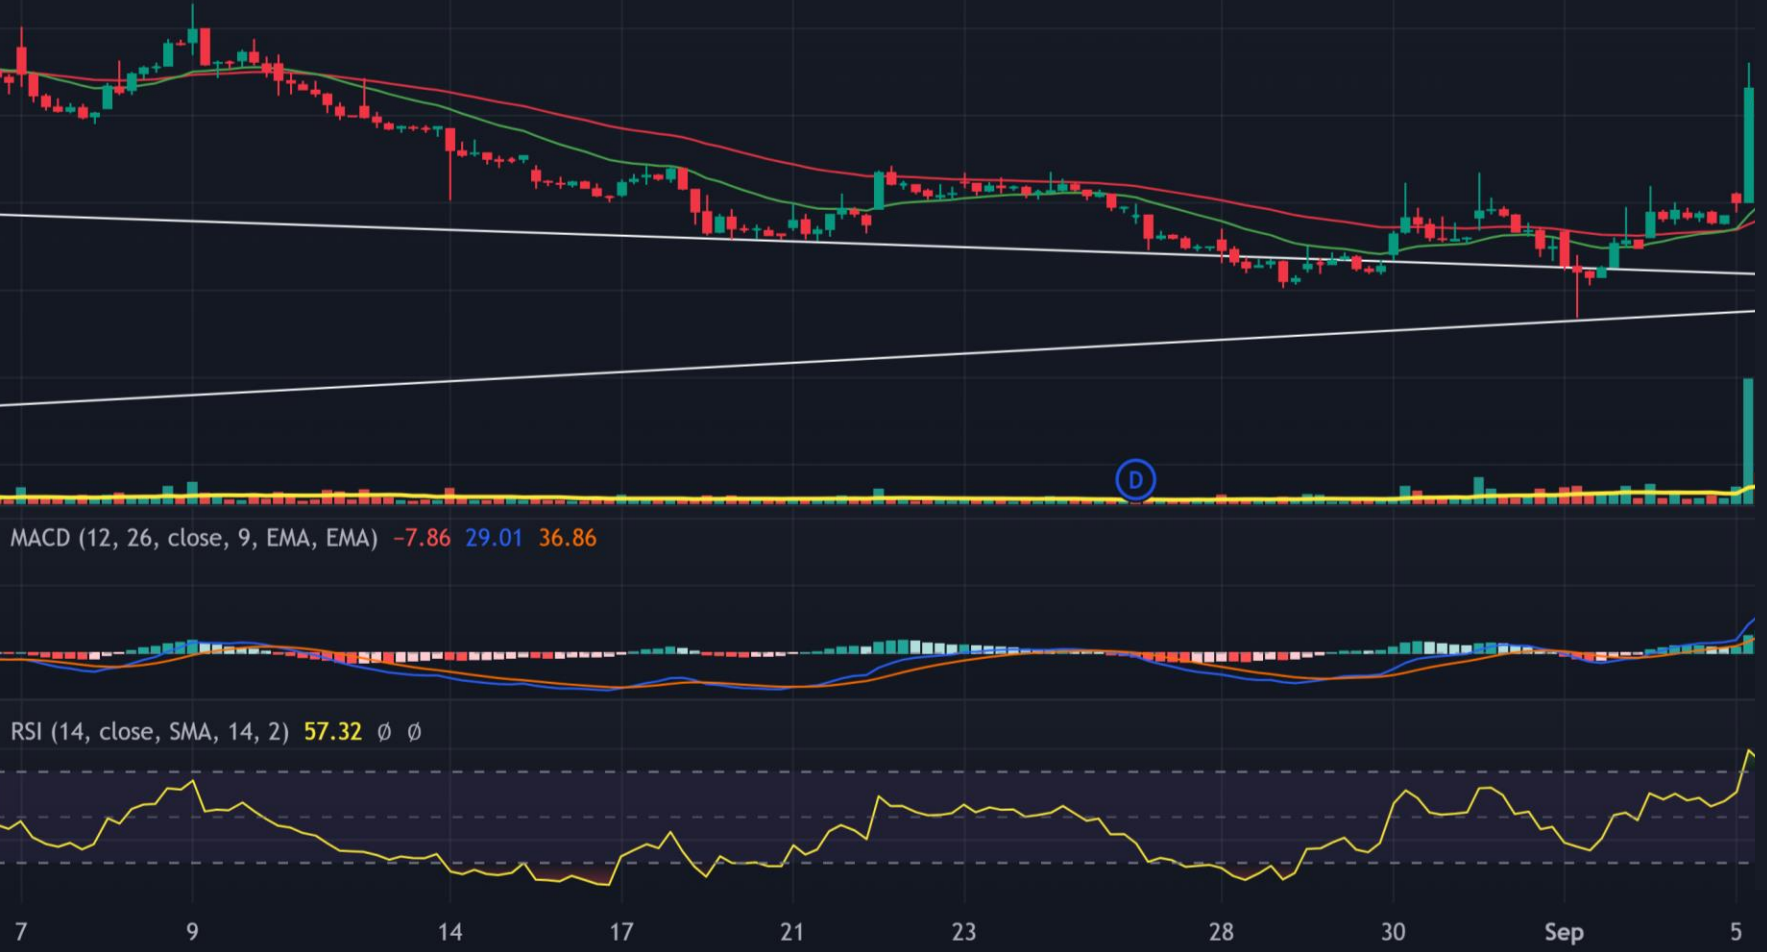 D
MACD (12, 26, close, 9, EMA, EMA) −7.86 29.01 36.86
RSI (14, close, SMA, 14, 2) 57.32 Ø Ø
7 9 14 17 21 23 28 30 Sep 5